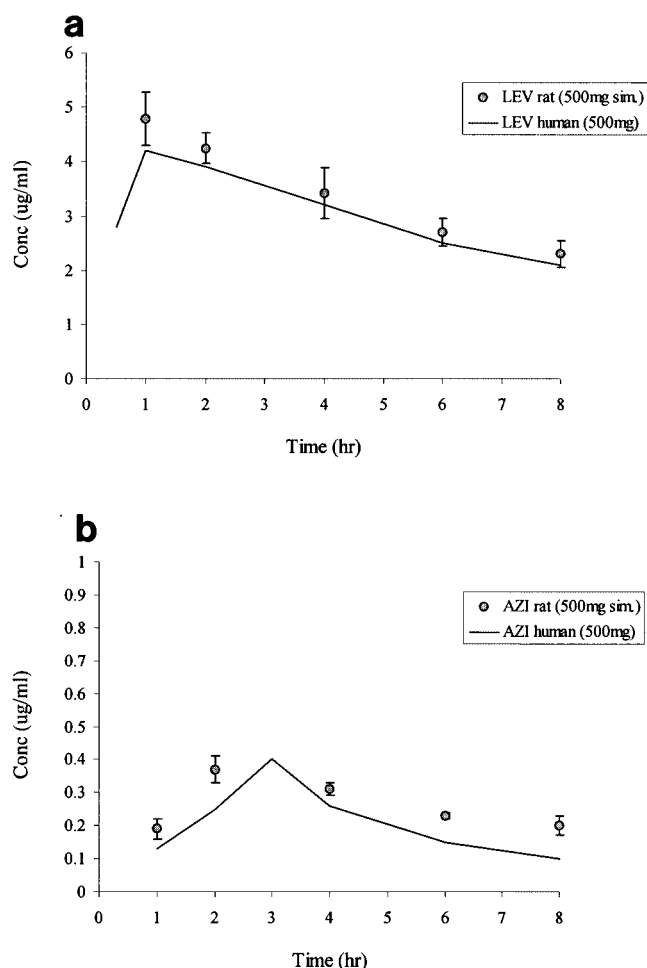 a
6
5
4
3
2
1
0
Conc (ug/ml)
0 1 2 3 4 5 6 7 8
Time (hr)
LEV rat (500mg sim.)
LEV human (500mg)
b
1
0.9
0.8
0.7
0.6
0.5
0.4
0.3
0.2
0.1
0
Conc (ug/ml)
0 1 2 3 4 5 6 7 8
Time (hr)
AZI rat (500mg sim.)
AZI human (500mg)